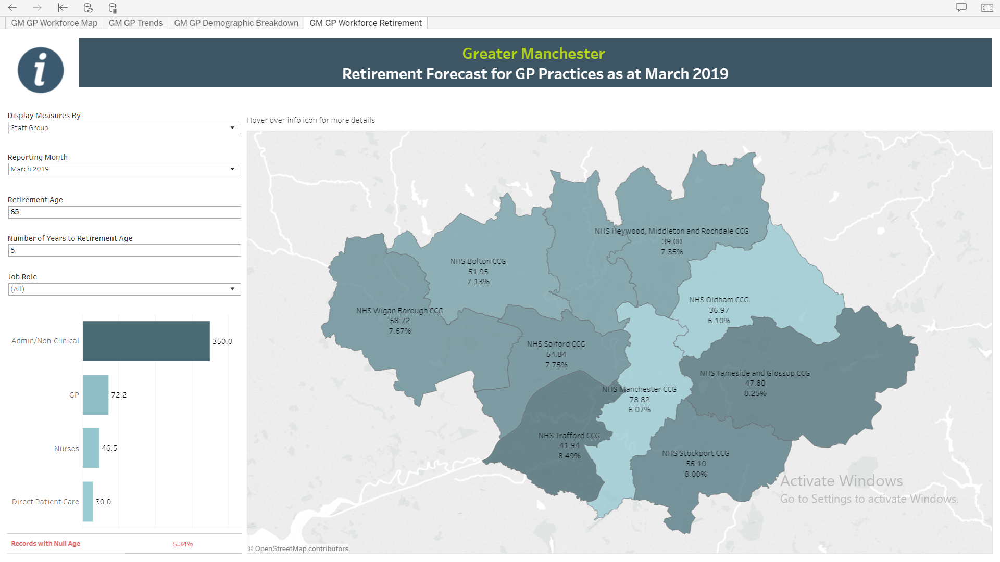 GM GP Workforce Map
GM GP Trends
GM GP Demographic Breakdown
GM GP Workforce Retirement
i
Greater Manchester
Retirement Forecast for GP Practices as at March 2019
Display Measures By
Staff Group
Reporting Month
March 2019
Retirement Age
65
Number of Years to Retirement Age
5
Job Role
(All)
Admin/Non-Clinical
350.0
GP
72.2
Nurses
46.5
Direct Patient Care
30.0
Records with Null Age
5.34%
Hover over info icon for more details
NHS Heywood, Middleton and Rochdale CCG
39.00
7.35%
NHS Bolton CCG
51.95
7.13%
NHS Oldham CCG
36.97
6.10%
NHS Wigan Borough CCG
58.72
7.67%
NHS Salford CCG
54.84
7.75%
NHS Tameside and Glossop CCG
47.80
8.25%
NHS Manchester CCG
78.82
6.07%
NHS Trafford CCG
41.94
8.49%
NHS Stockport CCG
55.10
8.00%
Activate Windows
Go to Settings to activate Windows.
© OpenStreetMap contributors